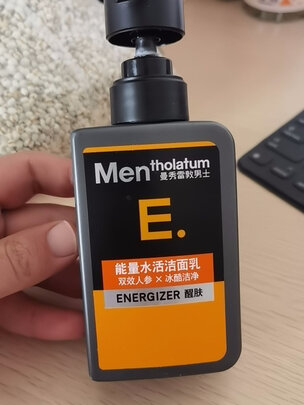 Mentholatum
曼秀雷敦男士
E.
能量水活洁面乳
双效人参×冰酷洁净
ENERGIZER 醒肤